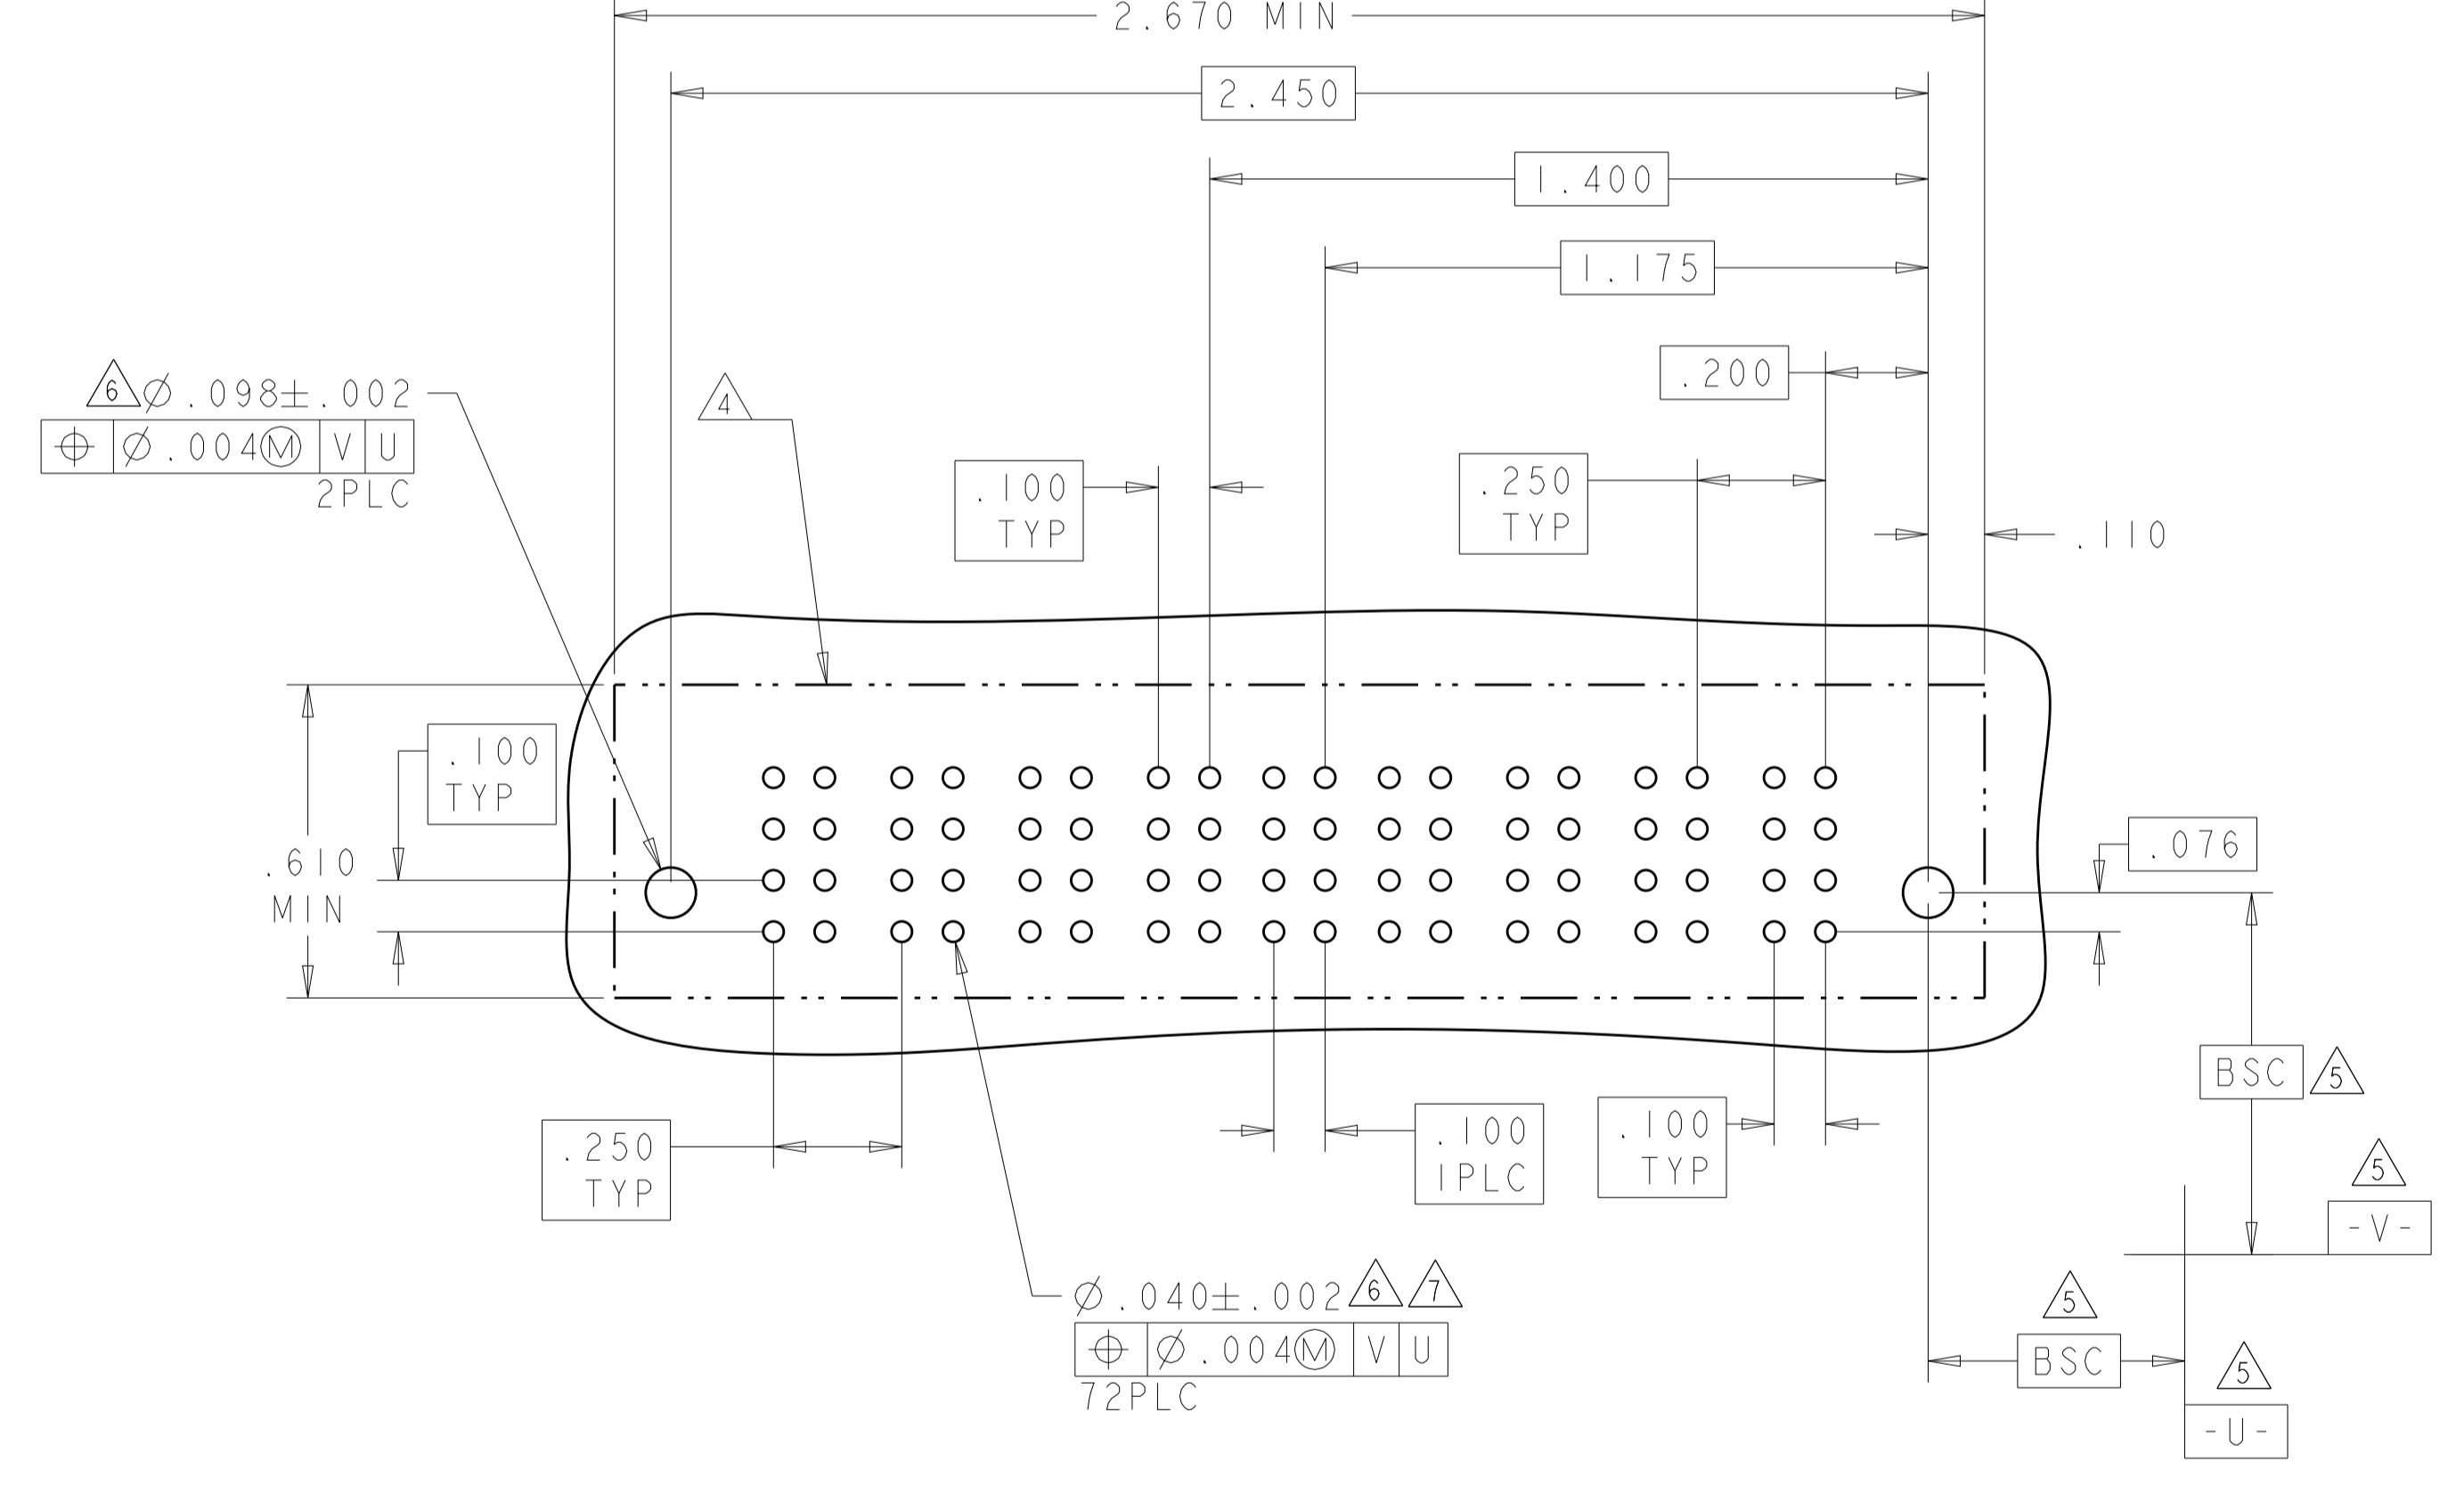 2.670 MIN
2.450
1.400
1.175
.200
6 ⌀.098±.002
⌖ ⌀.004Ⓜ V U
2PLC
4
.100
TYP
.250
TYP
.110
.100
TYP
.610
MIN
.076
BSC 5
.250
TYP
.100
1PLC
.100
TYP
5
-V-
⌀.040±.002 6 7
⌖ ⌀.004Ⓜ V U
72PLC
5
BSC
5
-U-